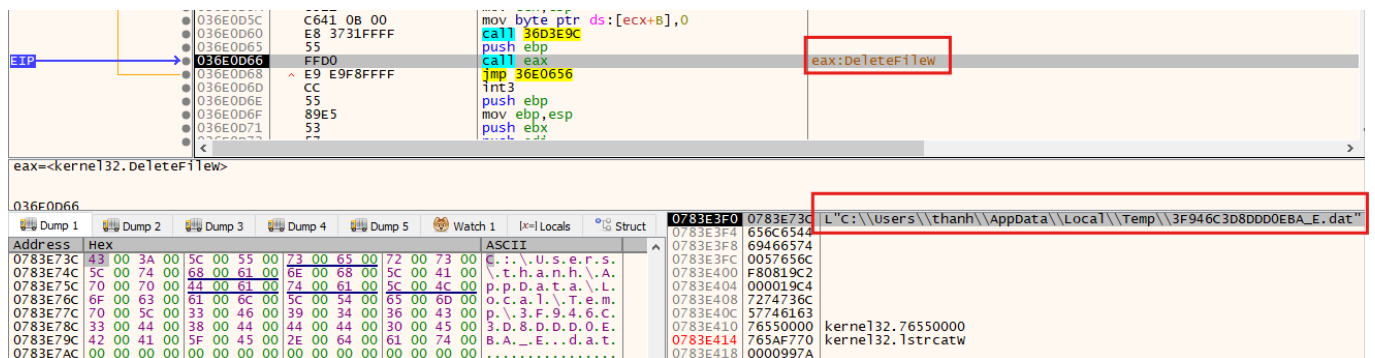 036E0D5C C641 0B 00 mov byte ptr ds:[ecx+B],0
036E0D60 E8 3731FFFF call 36D3E9C
036E0D65 55 push ebp
EIP 036E0D66 FFD0 call eax eax:DeleteFileW
036E0D68 ^ E9 E9F8FFFF jmp 36E0656
036E0D6D CC int3
036E0D6E 55 push ebp
036E0D6F 89E5 mov ebp,esp
036E0D71 53 push ebx
eax=<kernel32.DeleteFileW>
036E0D66
Dump 1 Dump 2 Dump 3 Dump 4 Dump 5 Watch 1 [x=] Locals Struct
0783E3F0 0783E73C L"C:\\Users\\thanh\\AppData\\Local\\Temp\\3F946C3D8DDD0EBA_E.dat"
0783E3F4 656C6544
0783E3F8 69466574
0783E3FC 0057656C
0783E400 F80819C2
0783E404 000019C4
0783E408 7274736C
0783E40C 57746163
0783E410 76550000 kernel32.76550000
0783E414 765AF770 kernel32.lstrcatW
0783E418 0000997A
Address Hex ASCII
0783E73C 43 00 3A 00 5C 00 55 00 73 00 65 00 72 00 73 00 C.:.\.U.s.e.r.s.
0783E74C 5C 00 74 00 68 00 61 00 6E 00 68 00 5C 00 41 00 \.t.h.a.n.h.\.A.
0783E75C 70 00 70 00 44 00 61 00 74 00 61 00 5C 00 4C 00 p.p.D.a.t.a.\.L.
0783E76C 6F 00 63 00 61 00 6C 00 5C 00 54 00 65 00 6D 00 o.c.a.l.\.T.e.m.
0783E77C 70 00 5C 00 33 00 46 00 39 00 34 00 36 00 43 00 p.\.3.F.9.4.6.C.
0783E78C 33 00 44 00 38 00 44 00 44 00 44 00 30 00 45 00 3.D.8.D.D.D.0.E.
0783E79C 42 00 41 00 5F 00 45 00 2E 00 64 00 61 00 74 00 B.A._.E...d.a.t.
0783E7AC 00 00 00 00 00 00 00 00 00 00 00 00 00 00 00 00 ................